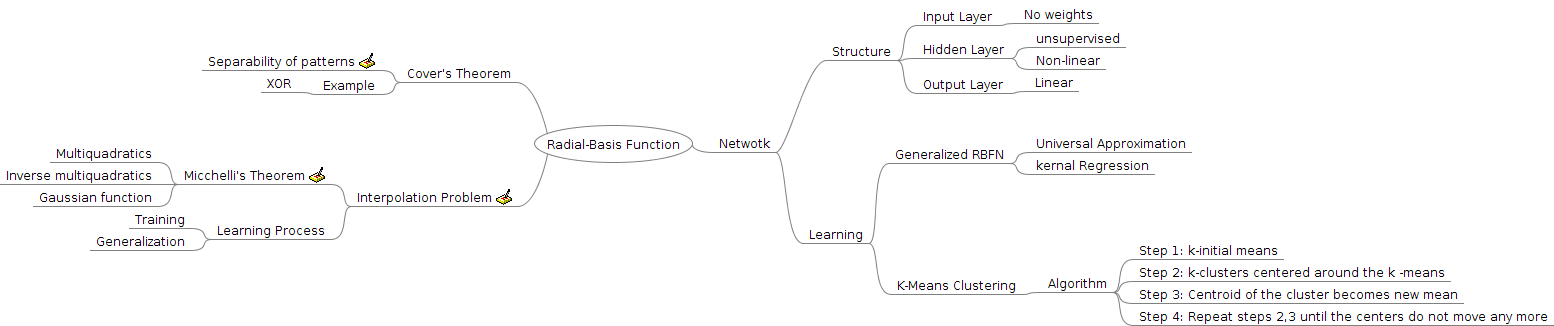 Radial-Basis Function
Cover's Theorem
Separability of patterns
Example
XOR
Interpolation Problem
Micchelli's Theorem
Multiquadratics
Inverse multiquadratics
Gaussian function
Learning Process
Training
Generalization
Netwotk
Structure
Input Layer
No weights
Hidden Layer
unsupervised
Non-linear
Output Layer
Linear
Learning
Generalized RBFN
Universal Approximation
kernal Regression
K-Means Clustering
Algorithm
Step 1: k-initial means
Step 2: k-clusters centered around the k -means
Step 3: Centroid of the cluster becomes new mean
Step 4: Repeat steps 2,3 until the centers do not move any more